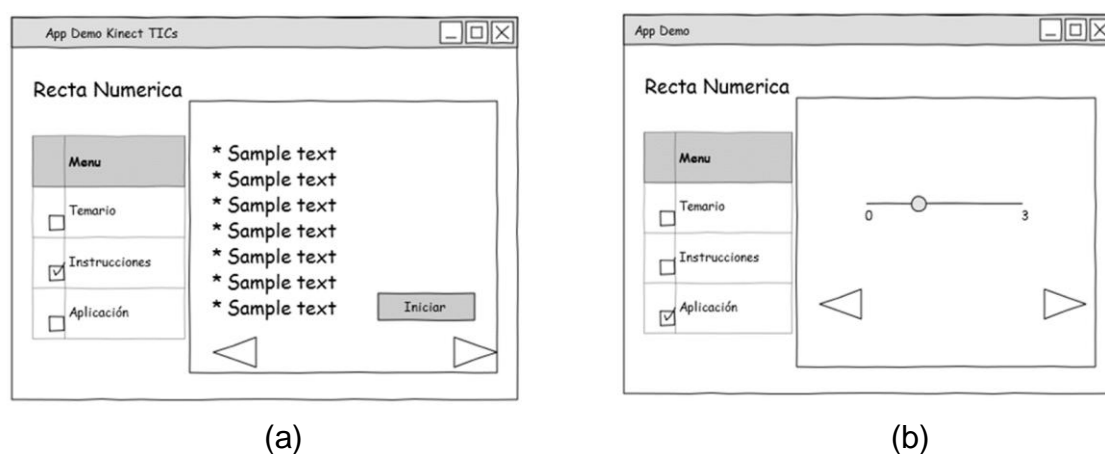 App Demo Kinect TICs
Recta Numerica
Menu
Temario
Instrucciones
Aplicación
* Sample text
* Sample text
* Sample text
* Sample text
* Sample text
* Sample text
* Sample text
Iniciar
(a)
App Demo
Recta Numerica
Menu
Temario
Instrucciones
Aplicación
0 3
(b)